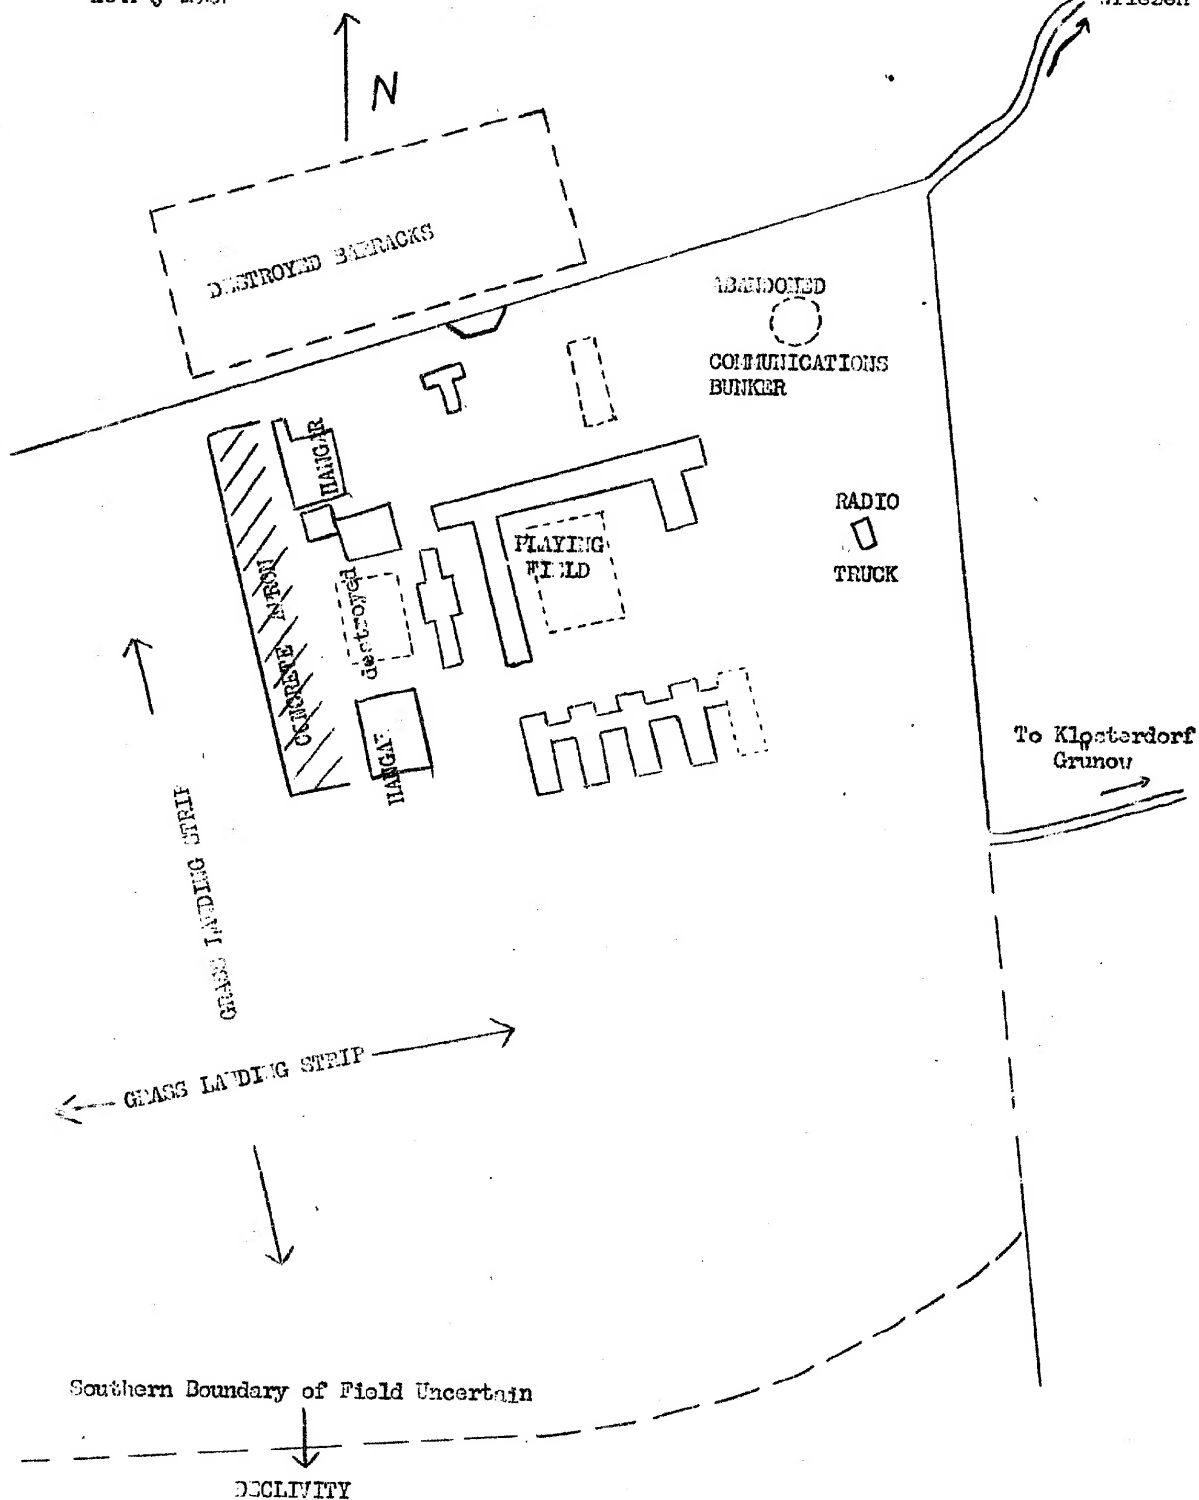 N
DESTROYED BARRACKS
ABANDONED
COMMUNICATIONS
BUNKER
HANGAR
RADIO
TRUCK
PLAYING
FIELD
CONCRETE APRON
destroyed
HANGAR
To Klosterdorf
Grünow
GRASS LANDING STRIP
GRASS LANDING STRIP
Southern Boundary of Field Uncertain
DECLIVITY